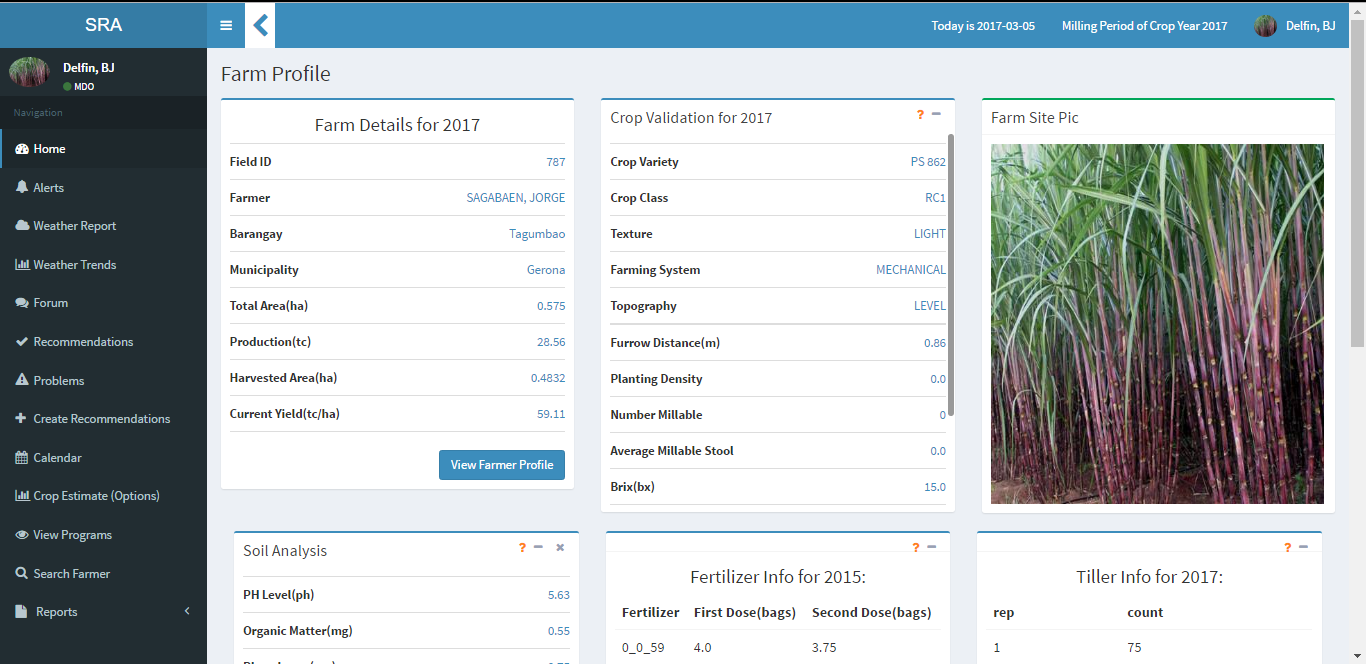 SRA
Today is 2017-03-05
Milling Period of Crop Year 2017
Delfin, BJ
Delfin, BJ
MDO
Navigation
Home
Alerts
Weather Report
Weather Trends
Forum
Recommendations
Problems
Create Recommendations
Calendar
Crop Estimate (Options)
View Programs
Search Farmer
Reports
Farm Profile
Farm Details for 2017
Field ID 787
Farmer SAGABAEN, JORGE
Barangay Tagumbao
Municipality Gerona
Total Area(ha) 0.575
Production(tc) 28.56
Harvested Area(ha) 0.4832
Current Yield(tc/ha) 59.11
View Farmer Profile
Crop Validation for 2017 ?
Crop Variety PS 862
Crop Class RC1
Texture LIGHT
Farming System MECHANICAL
Topography LEVEL
Furrow Distance(m) 0.86
Planting Density 0.0
Number Millable 0
Average Millable Stool 0.0
Brix(bx) 15.0
Farm Site Pic
Soil Analysis ?
PH Level(ph) 5.63
Organic Matter(mg) 0.55
?
Fertilizer Info for 2015:
Fertilizer First Dose(bags) Second Dose(bags)
0_0_59 4.0 3.75
?
Tiller Info for 2017:
rep count
1 75